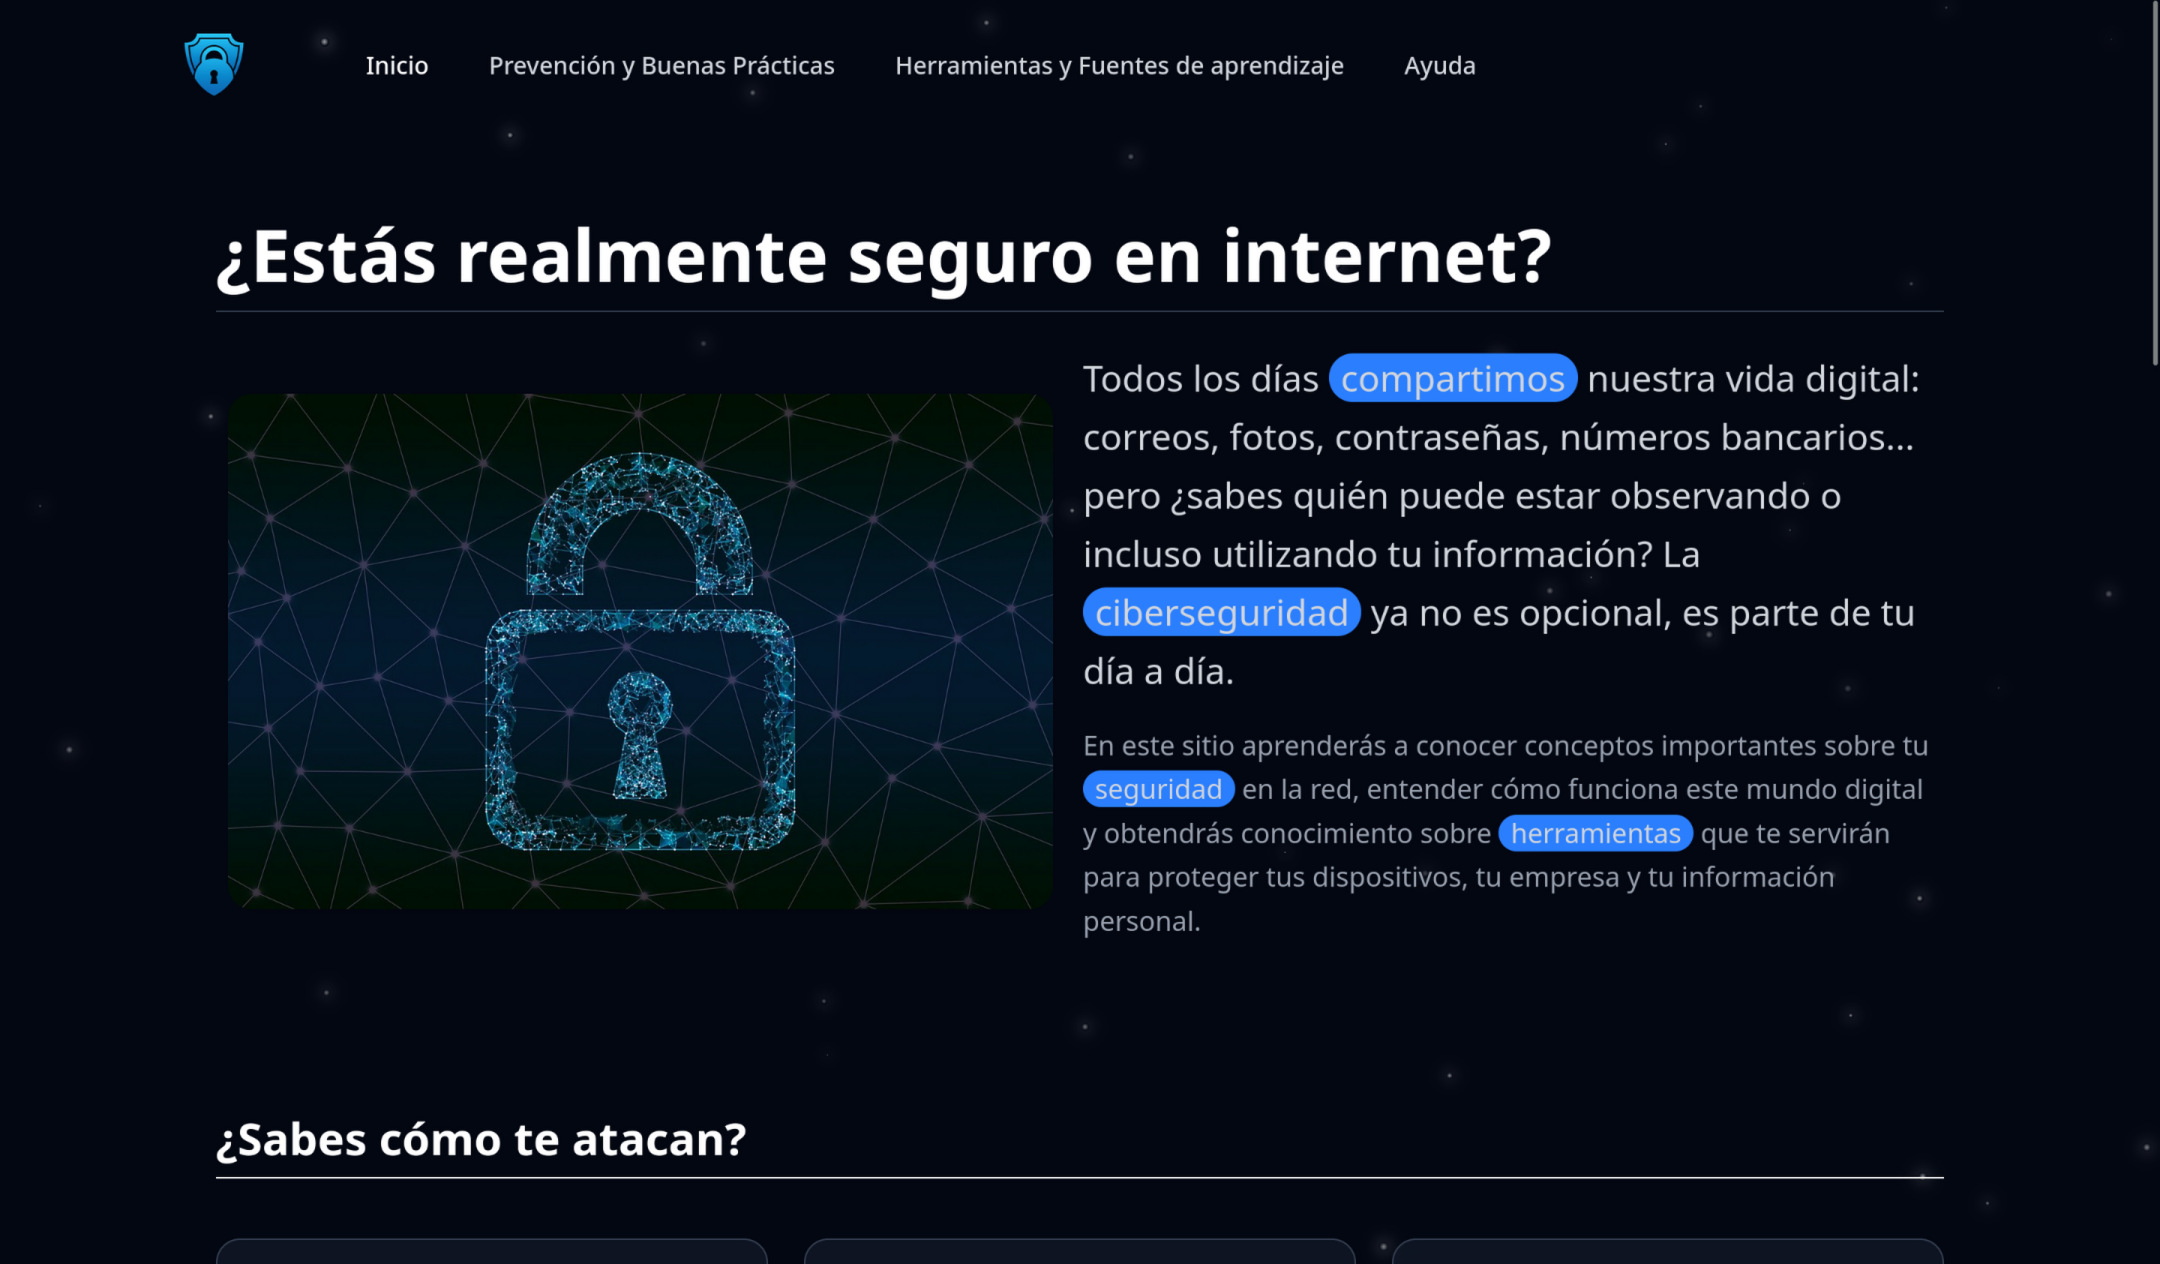 Inicio
Prevención y Buenas Prácticas
Herramientas y Fuentes de aprendizaje
Ayuda
¿Estás realmente seguro en internet?
Todos los días compartimos nuestra vida digital:
correos, fotos, contraseñas, números bancarios...
pero ¿sabes quién puede estar observando o
incluso utilizando tu información? La
ciberseguridad ya no es opcional, es parte de tu
día a día.
En este sitio aprenderás a conocer conceptos importantes sobre tu
seguridad en la red, entender cómo funciona este mundo digital
y obtendrás conocimiento sobre herramientas que te servirán
para proteger tus dispositivos, tu empresa y tu información
personal.
¿Sabes cómo te atacan?